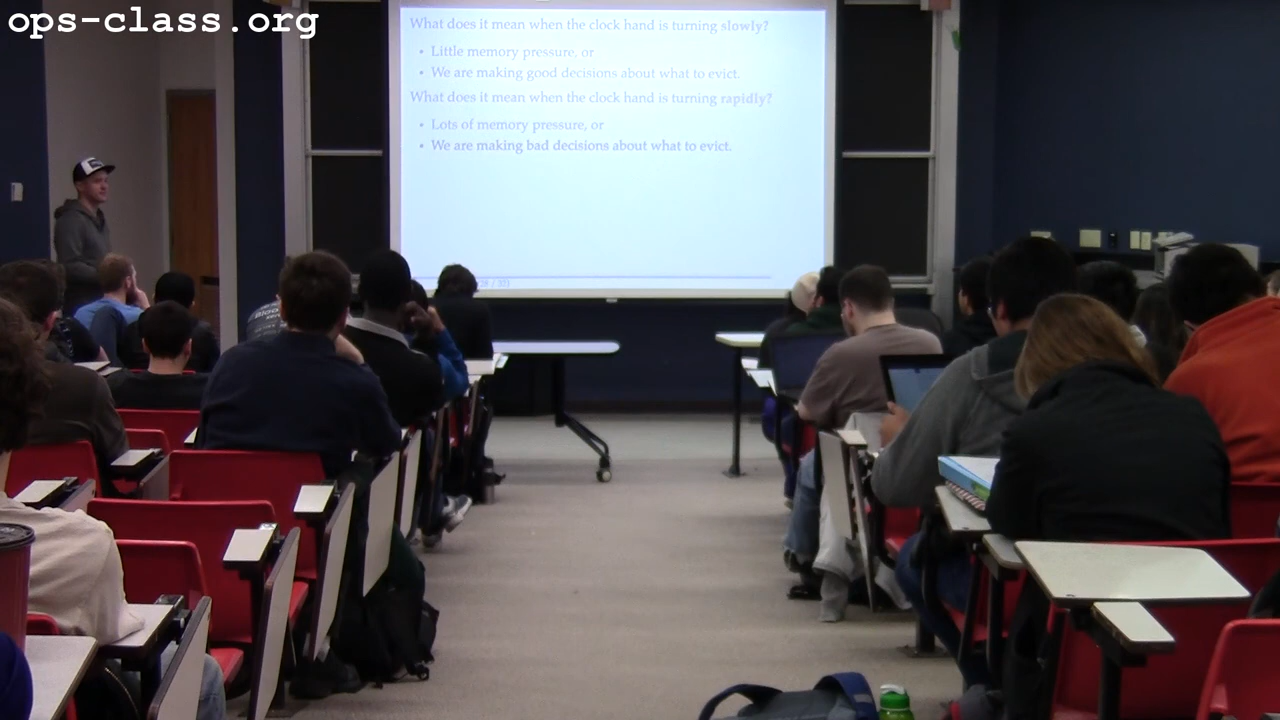 ops-class.org
What does it mean when the clock hand is turning slowly?
• Little memory pressure, or
• We are making good decisions about what to evict.
What does it mean when the clock hand is turning rapidly?
• Lots of memory pressure, or
• We are making bad decisions about what to evict.